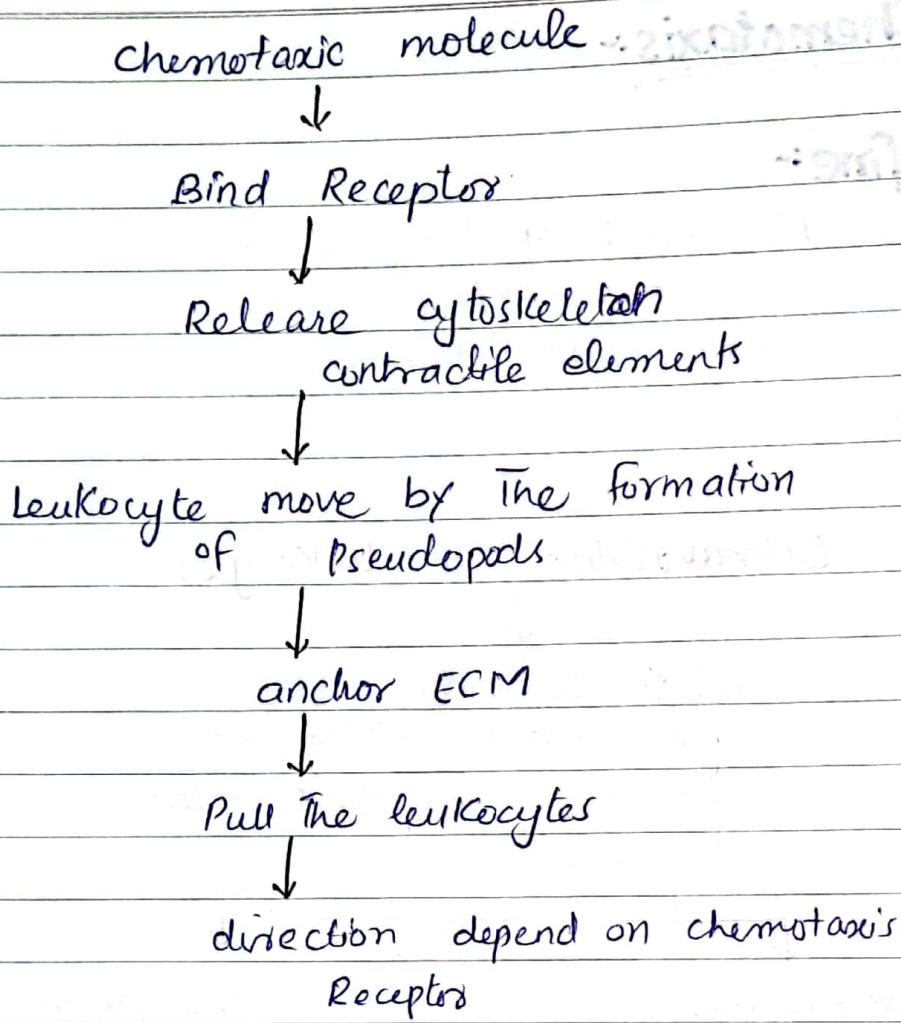 Chemotaxic molecule
↓
Bind Receptor
↓
Release cytoskeleton
contractile elements
↓
Leukocyte move by The formation
of Pseudopods
↓
anchor ECM
↓
Pull The leukocytes
↓
direction depend on chemotaxis
Receptor